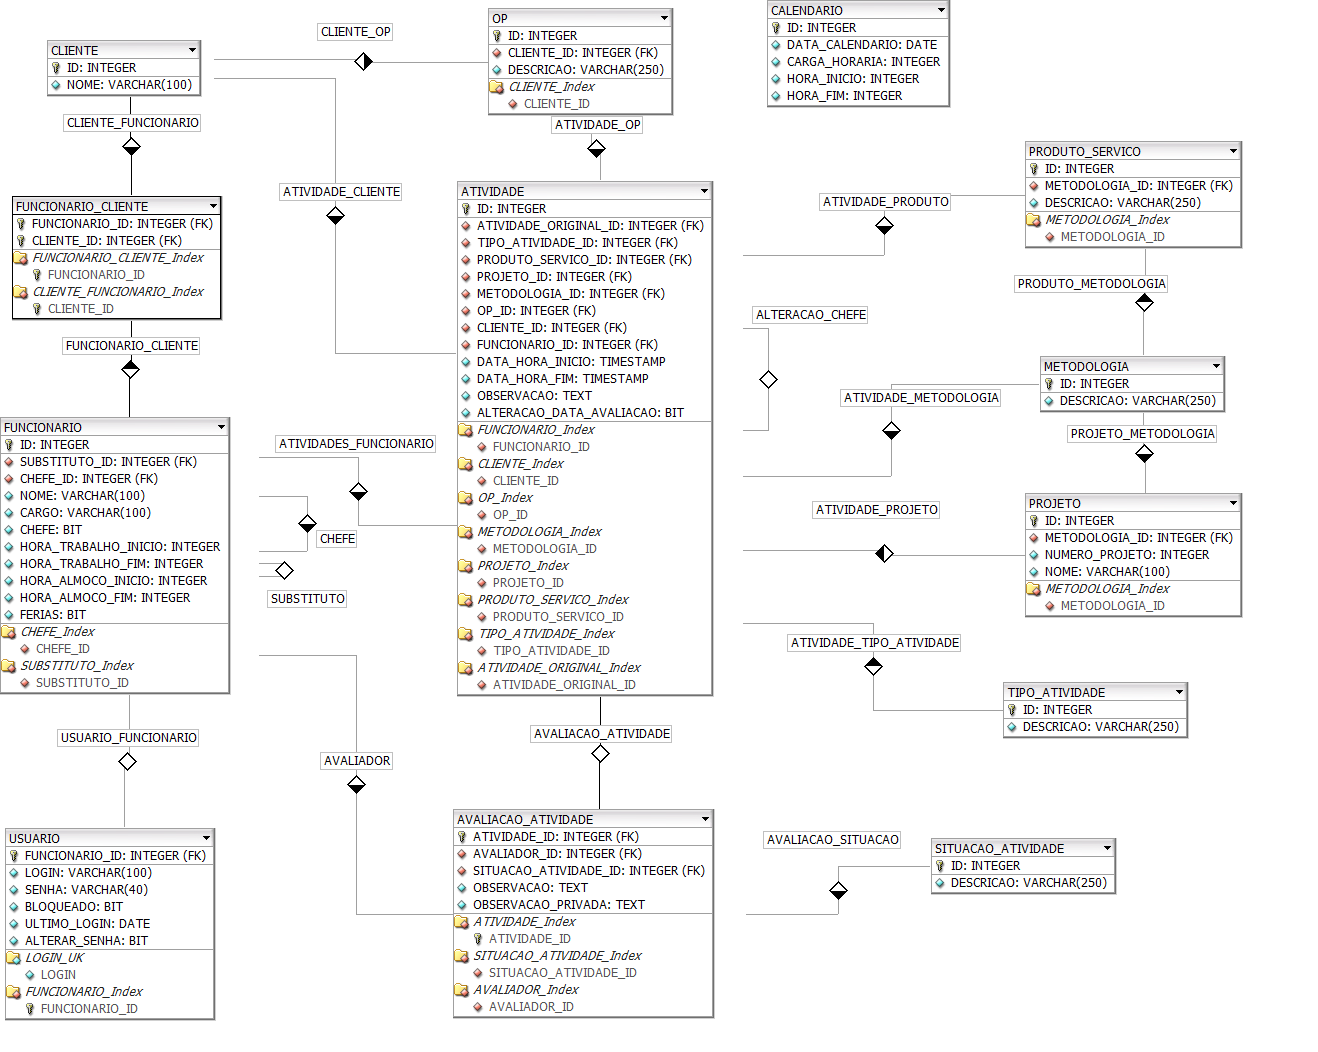 CLIENTE
ID: INTEGER
NOME: VARCHAR(100)
CLIENTE_OP
OP
ID: INTEGER
CLIENTE_ID: INTEGER (FK)
DESCRICAO: VARCHAR(250)
CLIENTE_Index
CLIENTE_ID
CALENDARIO
ID: INTEGER
DATA_CALENDARIO: DATE
CARGA_HORARIA: INTEGER
HORA_INICIO: INTEGER
HORA_FIM: INTEGER
CLIENTE_FUNCIONARIO
ATIVIDADE_OP
ATIVIDADE_CLIENTE
FUNCIONARIO_CLIENTE
FUNCIONARIO_ID: INTEGER (FK)
CLIENTE_ID: INTEGER (FK)
FUNCIONARIO_CLIENTE_Index
FUNCIONARIO_ID
CLIENTE_FUNCIONARIO_Index
CLIENTE_ID
FUNCIONARIO_CLIENTE
ATIVIDADE
ID: INTEGER
ATIVIDADE_ORIGINAL_ID: INTEGER (FK)
TIPO_ATIVIDADE_ID: INTEGER (FK)
PRODUTO_SERVICO_ID: INTEGER (FK)
PROJETO_ID: INTEGER (FK)
METODOLOGIA_ID: INTEGER (FK)
OP_ID: INTEGER (FK)
CLIENTE_ID: INTEGER (FK)
FUNCIONARIO_ID: INTEGER (FK)
DATA_HORA_INICIO: TIMESTAMP
DATA_HORA_FIM: TIMESTAMP
OBSERVACAO: TEXT
ALTERACAO_DATA_AVALIACAO: BIT
FUNCIONARIO_Index
FUNCIONARIO_ID
CLIENTE_Index
CLIENTE_ID
OP_Index
OP_ID
METODOLOGIA_Index
METODOLOGIA_ID
PROJETO_Index
PROJETO_ID
PRODUTO_SERVICO_Index
PRODUTO_SERVICO_ID
TIPO_ATIVIDADE_Index
TIPO_ATIVIDADE_ID
ATIVIDADE_ORIGINAL_Index
ATIVIDADE_ORIGINAL_ID
ATIVIDADE_PRODUTO
PRODUTO_SERVICO
ID: INTEGER
METODOLOGIA_ID: INTEGER (FK)
DESCRICAO: VARCHAR(250)
METODOLOGIA_Index
METODOLOGIA_ID
PRODUTO_METODOLOGIA
ALTERACAO_CHEFE
METODOLOGIA
ID: INTEGER
DESCRICAO: VARCHAR(250)
ATIVIDADE_METODOLOGIA
PROJETO_METODOLOGIA
ATIVIDADE_PROJETO
PROJETO
ID: INTEGER
METODOLOGIA_ID: INTEGER (FK)
NUMERO_PROJETO: INTEGER
NOME: VARCHAR(100)
METODOLOGIA_Index
METODOLOGIA_ID
ATIVIDADE_TIPO_ATIVIDADE
TIPO_ATIVIDADE
ID: INTEGER
DESCRICAO: VARCHAR(250)
FUNCIONARIO
ID: INTEGER
SUBSTITUTO_ID: INTEGER (FK)
CHEFE_ID: INTEGER (FK)
NOME: VARCHAR(100)
CARGO: VARCHAR(100)
CHEFE: BIT
HORA_TRABALHO_INICIO: INTEGER
HORA_TRABALHO_FIM: INTEGER
HORA_ALMOCO_INICIO: INTEGER
HORA_ALMOCO_FIM: INTEGER
FERIAS: BIT
CHEFE_Index
CHEFE_ID
SUBSTITUTO_Index
SUBSTITUTO_ID
ATIVIDADES_FUNCIONARIO
CHEFE
SUBSTITUTO
USUARIO_FUNCIONARIO
AVALIADOR
AVALIACAO_ATIVIDADE
USUARIO
FUNCIONARIO_ID: INTEGER (FK)
LOGIN: VARCHAR(100)
SENHA: VARCHAR(40)
BLOQUEADO: BIT
ULTIMO_LOGIN: DATE
ALTERAR_SENHA: BIT
LOGIN_UK
LOGIN
FUNCIONARIO_Index
FUNCIONARIO_ID
AVALIACAO_ATIVIDADE
ATIVIDADE_ID: INTEGER (FK)
AVALIADOR_ID: INTEGER (FK)
SITUACAO_ATIVIDADE_ID: INTEGER (FK)
OBSERVACAO: TEXT
OBSERVACAO_PRIVADA: TEXT
ATIVIDADE_Index
ATIVIDADE_ID
SITUACAO_ATIVIDADE_Index
SITUACAO_ATIVIDADE_ID
AVALIADOR_Index
AVALIADOR_ID
AVALIACAO_SITUACAO
SITUACAO_ATIVIDADE
ID: INTEGER
DESCRICAO: VARCHAR(250)